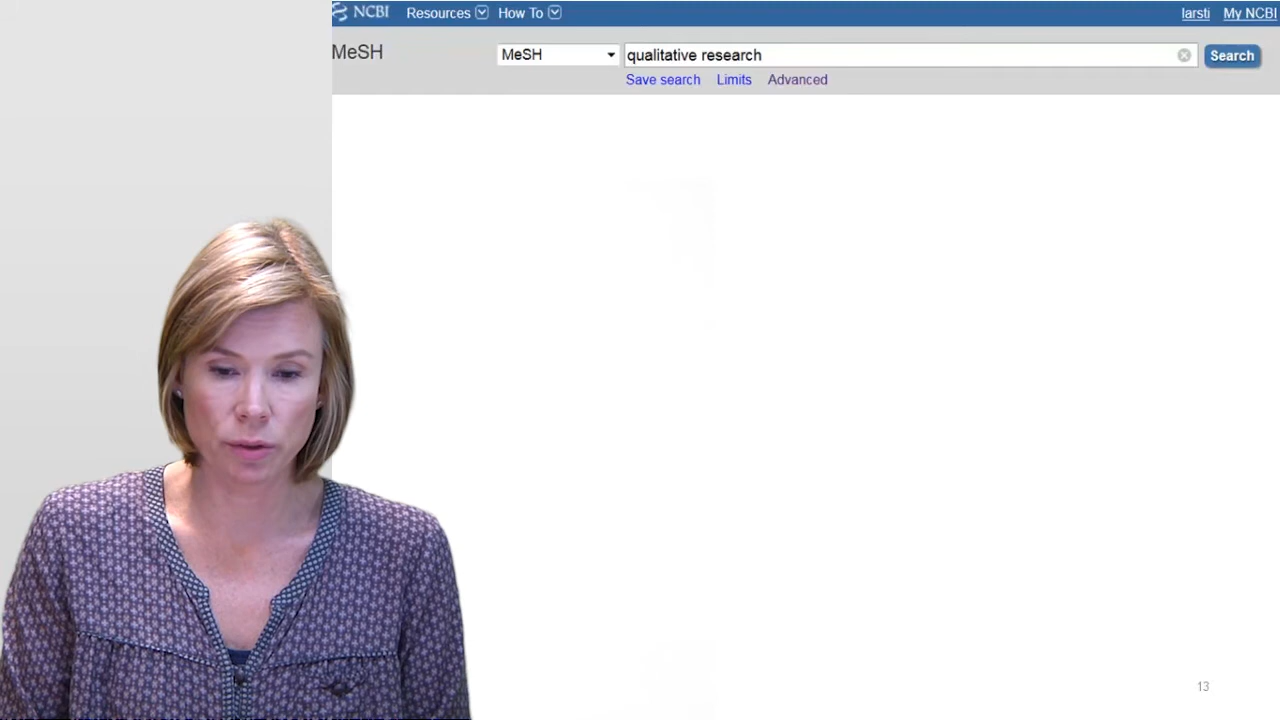 NCBI Resources How To larsti My NCBI
MeSH MeSH qualitative research Search
Save search Limits Advanced
13